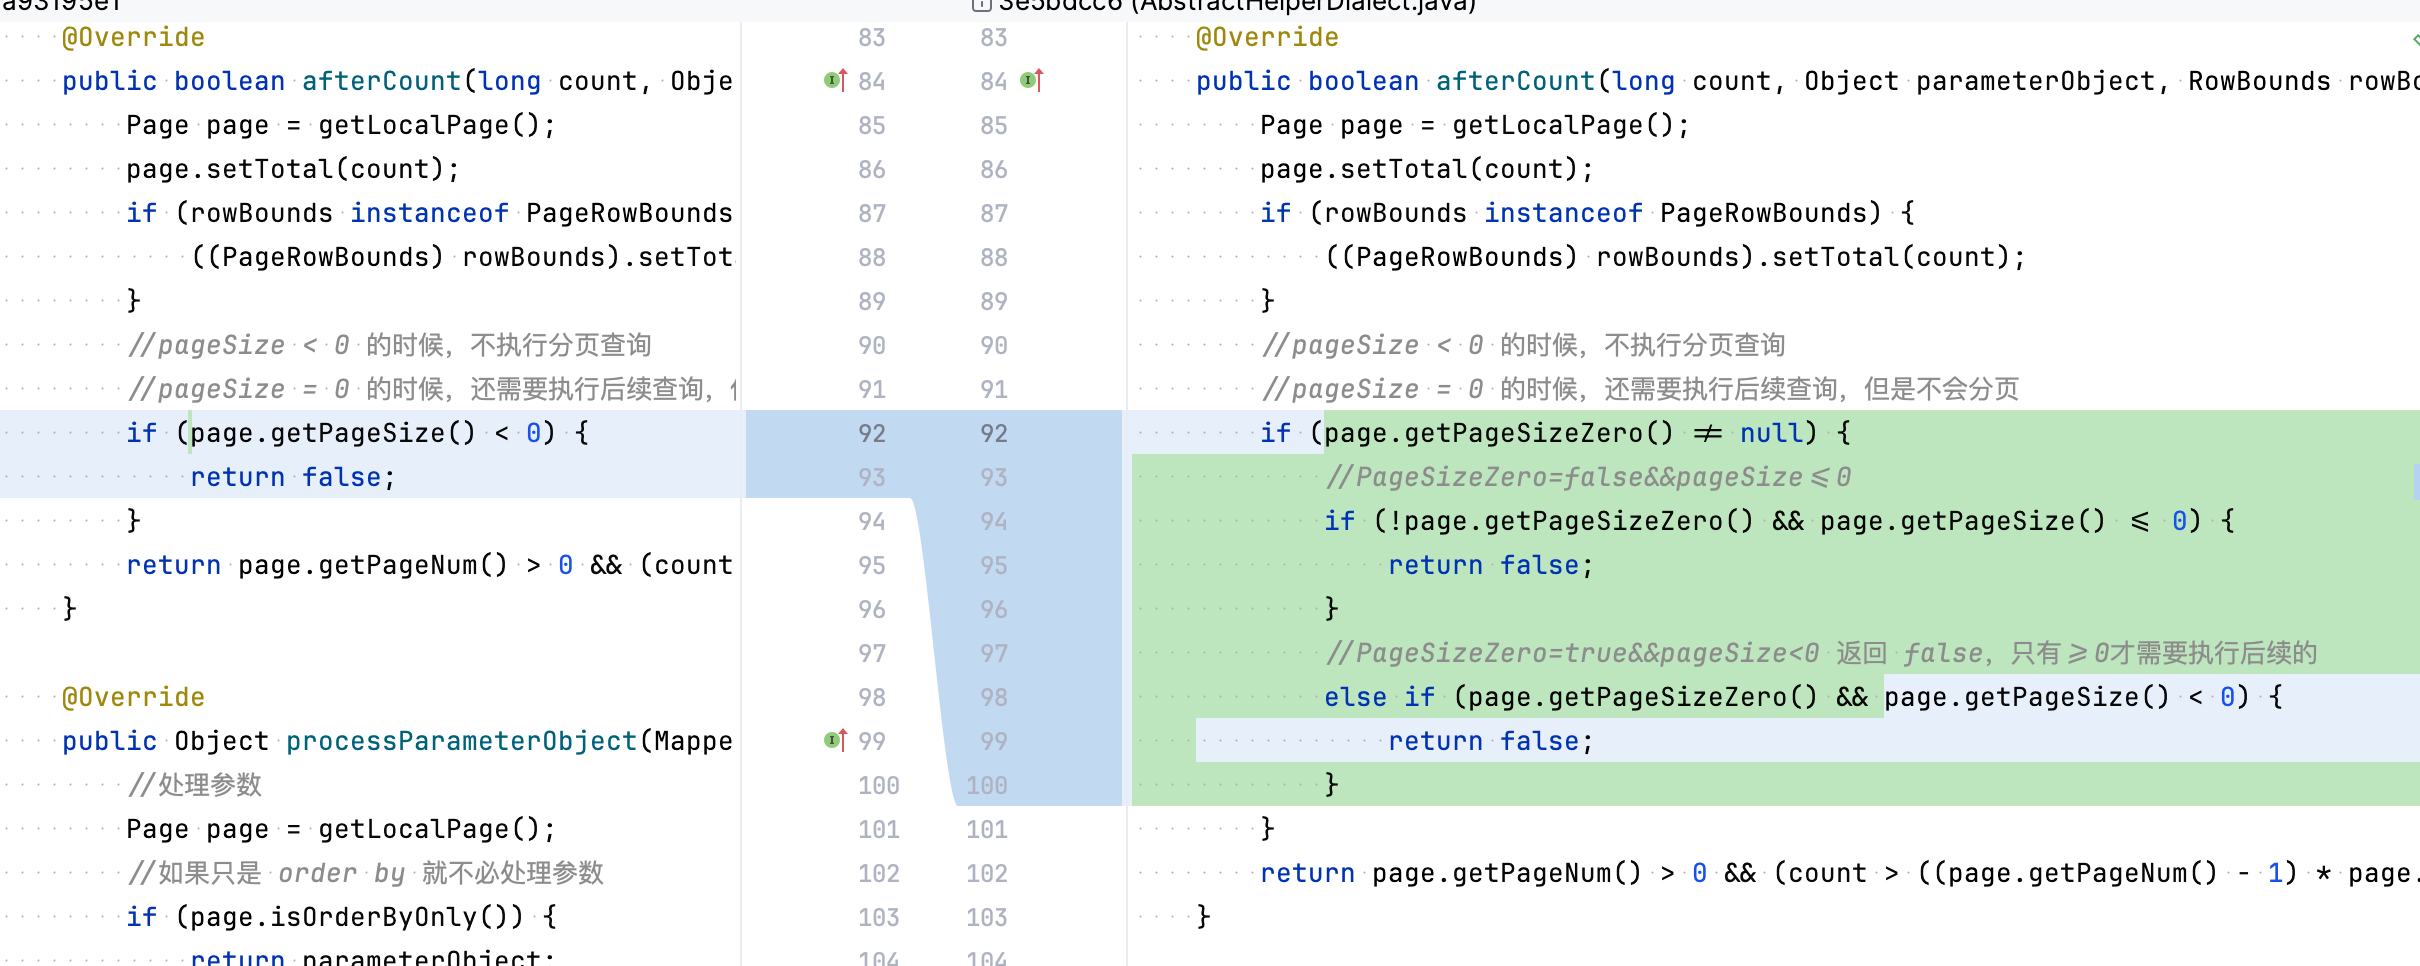 a93195e1
3e5bdcc6 (AbstractHelperDialect.java)
@Override
public boolean afterCount(long count, Obje
Page page = getLocalPage();
page.setTotal(count);
if (rowBounds instanceof PageRowBounds
((PageRowBounds) rowBounds).setTot
}
//pageSize < 0 的时候，不执行分页查询
//pageSize = 0 的时候，还需要执行后续查询，
if (page.getPageSize() < 0) {
return false;
}
return page.getPageNum() > 0 && (count
}
@Override
public Object processParameterObject(Mappe
//处理参数
Page page = getLocalPage();
//如果只是 order by 就不必处理参数
if (page.isOrderByOnly()) {
return parameterObject;
83 83
84 84
85 85
86 86
87 87
88 88
89 89
90 90
91 91
92 92
93 93
94 94
95 95
96 96
97 97
98 98
99 99
100 100
101 101
102 102
103 103
104 104
@Override
public boolean afterCount(long count, Object parameterObject, RowBounds rowBo
Page page = getLocalPage();
page.setTotal(count);
if (rowBounds instanceof PageRowBounds) {
((PageRowBounds) rowBounds).setTotal(count);
}
//pageSize < 0 的时候，不执行分页查询
//pageSize = 0 的时候，还需要执行后续查询，但是不会分页
if (page.getPageSizeZero() != null) {
//PageSizeZero=false&&pageSize<=0
if (!page.getPageSizeZero() && page.getPageSize() <= 0) {
return false;
}
//PageSizeZero=true&&pageSize<0 返回 false，只有>=0才需要执行后续的
else if (page.getPageSizeZero() && page.getPageSize() < 0) {
return false;
}
}
return page.getPageNum() > 0 && (count > ((page.getPageNum() - 1) * page.
}